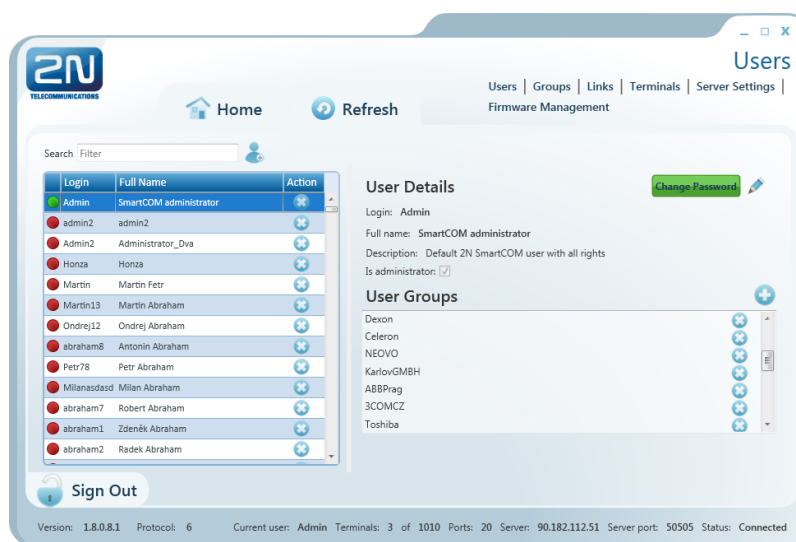 _ □ X
2N
TELECOMMUNICATIONS
Users
Home
Refresh
Users | Groups | Links | Terminals | Server Settings |
Firmware Management
Search Filter
Login Full Name Action
Admin SmartCOM administrator
admin2 admin2
Admin2 Administrator_Dva
Honza Honza
Martin Martin Fetr
Martin13 Martin Abraham
Ondrej12 Ondrej Abraham
abraham8 Antonin Abraham
Petr78 Petr Abraham
Milanasdasd Milan Abraham
abraham7 Robert Abraham
abraham1 Zdeněk Abraham
abraham2 Radek Abraham
User Details
Change Password
Login: Admin
Full name: SmartCOM administrator
Description: Default 2N SmartCOM user with all rights
Is administrator:
User Groups
Dexon
Celeron
NEOVO
KarlovGMBH
ABBPrag
3COMCZ
Toshiba
Sign Out
Version: 1.8.0.8.1 Protocol: 6 Current user: Admin Terminals: 3 of 1010 Ports: 20 Server: 90.182.112.51 Server port: 50505 Status: Connected